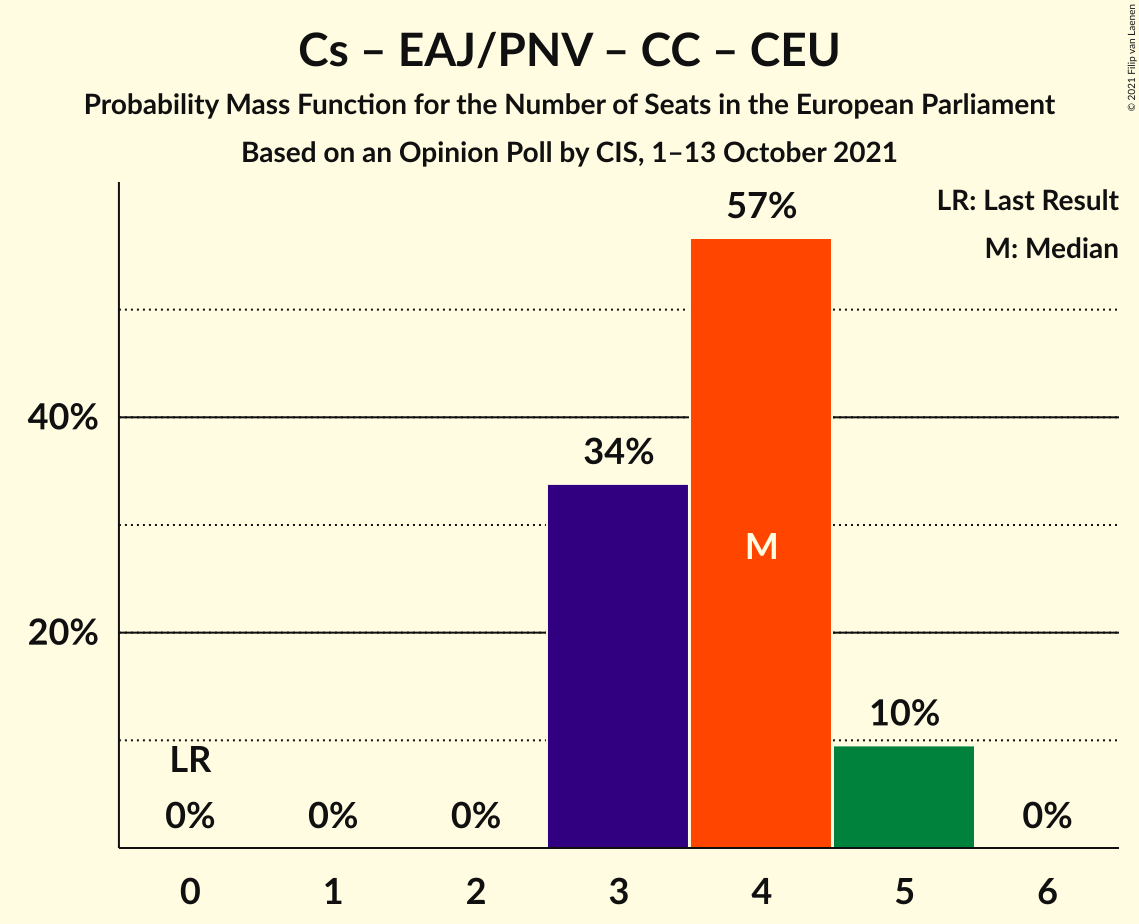 Cs – EAJ/PNV – CC – CEU
Probability Mass Function for the Number of Seats in the European Parliament
Based on an Opinion Poll by CIS, 1–13 October 2021
© 2021 Filip van Laenen
LR: Last Result
M: Median
57%
40%
34%
M
20%
10%
LR
0% 0% 0% 0%
0 1 2 3 4 5 6